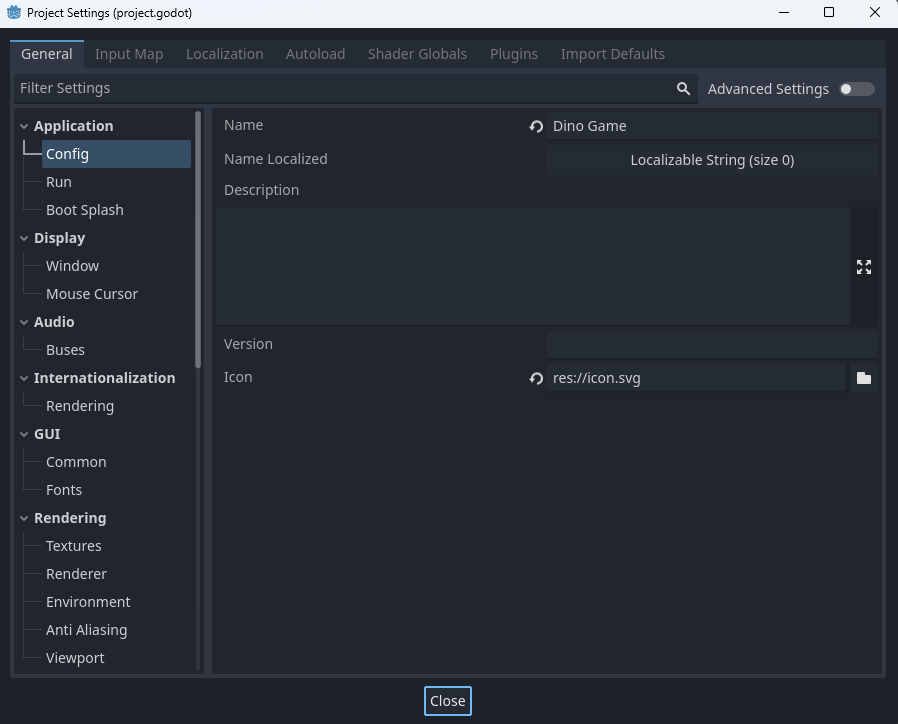 Project Settings (project.godot)
General Input Map Localization Autoload Shader Globals Plugins Import Defaults
Filter Settings
Advanced Settings
Application
Config
Run
Boot Splash
Display
Window
Mouse Cursor
Audio
Buses
Internationalization
Rendering
GUI
Common
Fonts
Rendering
Textures
Renderer
Environment
Anti Aliasing
Viewport
Name Dino Game
Name Localized Localizable String (size 0)
Description
Version
Icon res://icon.svg
Close